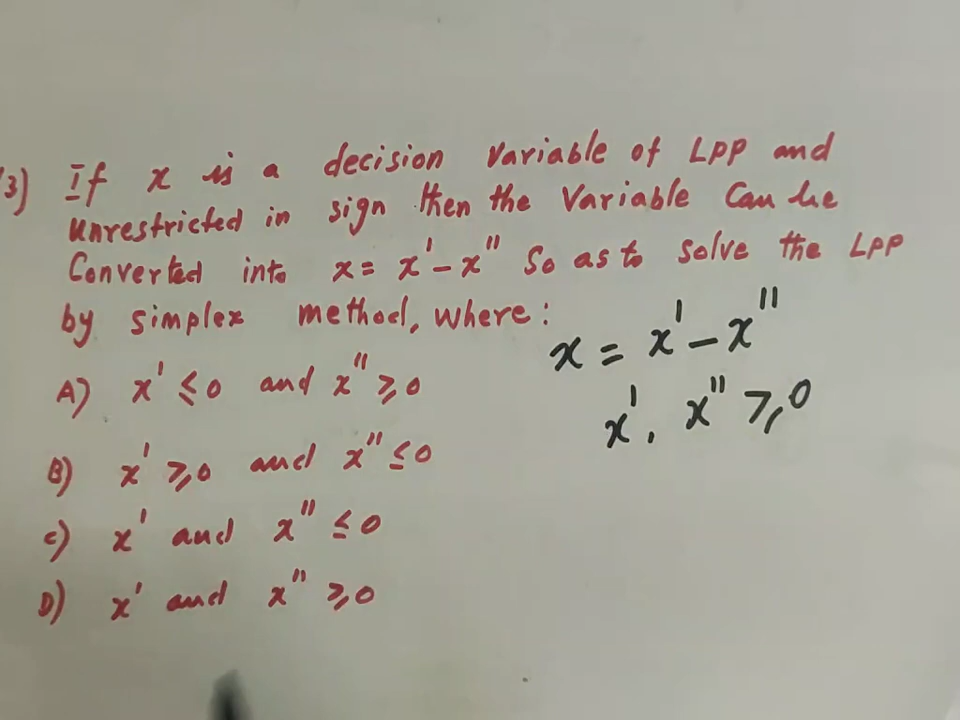 3) If x is a decision Variable of LPP and
unrestricted in sign then the Variable Can be
Converted into x = x' - x" So as to solve the LPP
by simplex method, where:
x = x' - x"
A) x' ≤ 0 and x" ≥ 0
x', x" ≥ 0
B) x' ≥ 0 and x" ≤ 0
C) x' and x" ≤ 0
D) x' and x" ≥ 0